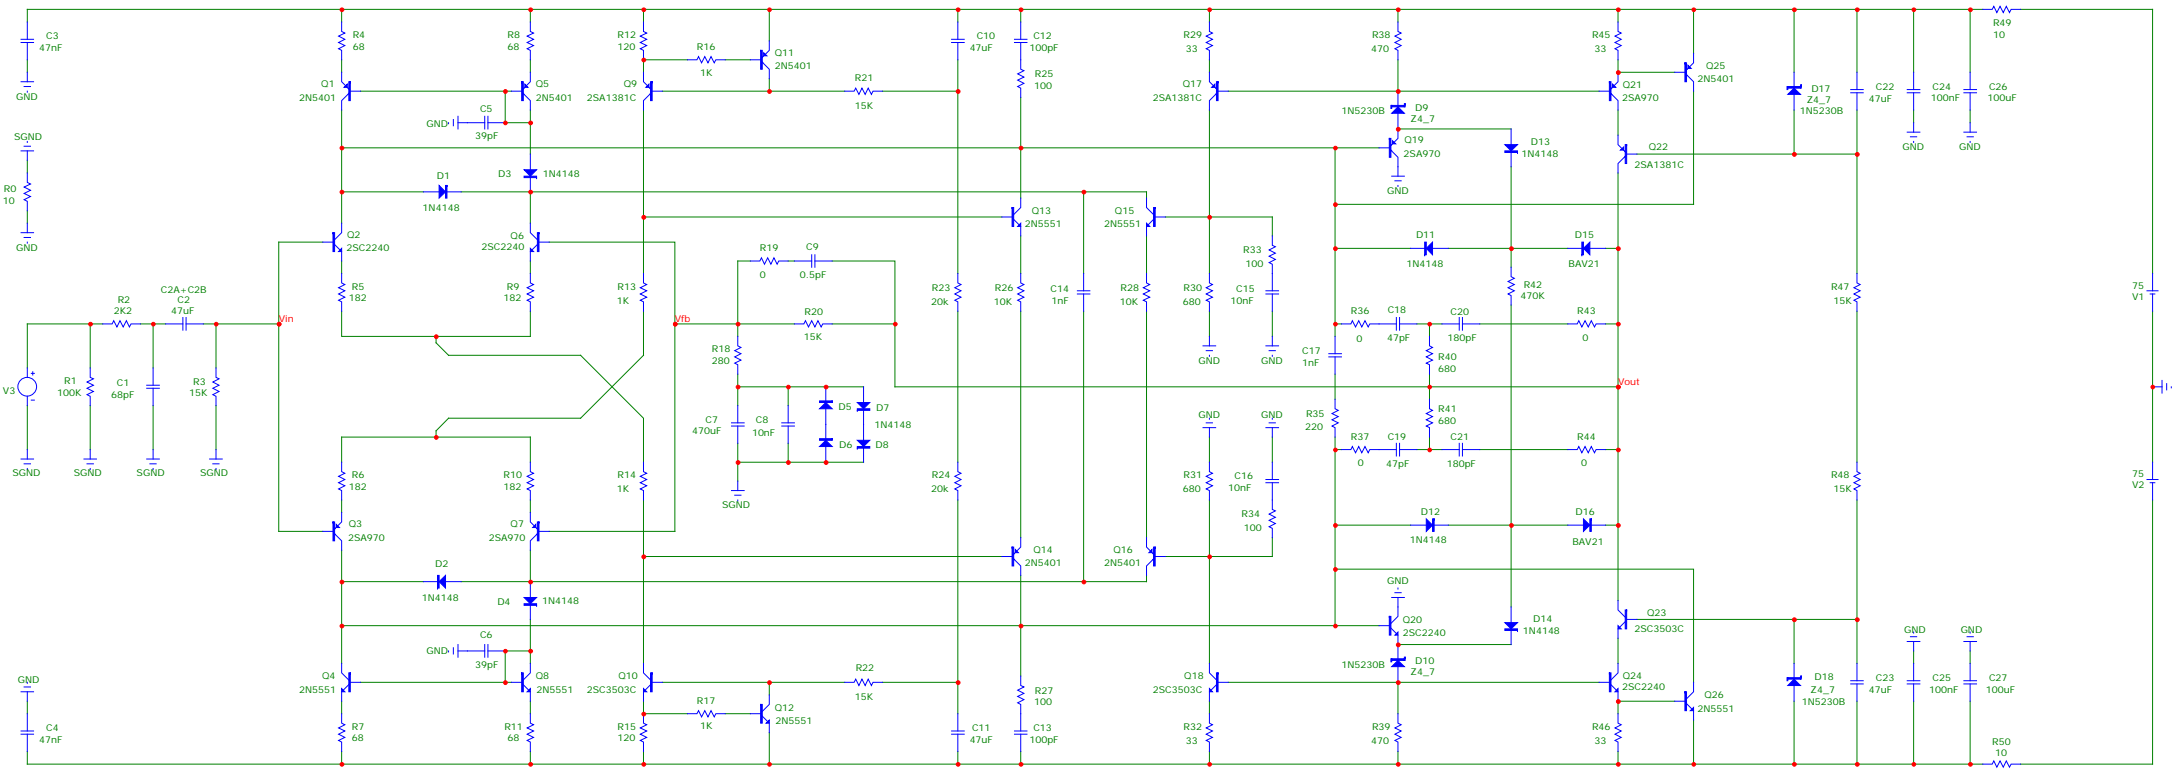 C3
47nF
GND
SGND
R0
10
GND
R4
68
Q1
2N5401
R8
68
Q5
2N5401
GND
C5
39pF
D3
1N4148
D1
1N4148
R12
120
Q9
2SA1381C
R16
1K
Q11
2N5401
R21
15K
C10
47uF
C12
100pF
R25
100
R29
33
Q17
2SA1381C
R38
470
1N5230B
D9
Z4_7
Q19
2SA970
GND
D13
1N4148
R45
33
Q21
2SA970
Q25
2N5401
Q22
2SA1381C
D17
Z4_7
1N5230B
C22
47uF
C24
100nF
GND
C26
100uF
GND
R49
10
Q2
2SC2240
Q6
2SC2240
R5
182
R9
182
Q13
2N5551
Q15
2N5551
R33
100
C15
10nF
GND
R30
680
GND
D11
1N4148
D15
BAV21
R42
470K
R19
0
C9
0.5pF
R13
1K
R23
20k
R26
10K
C14
1nF
R28
10K
R47
15K
75
V1
C2A+C2B
C2
47uF
R2
2K2
Vin
Vfb
R20
15K
R18
280
R36
0
C18
47pF
C20
180pF
R43
0
C17
1nF
R40
680
Vout
V3
R1
100K
C1
68pF
R3
15K
SGND
SGND
SGND
SGND
C7
470uF
C8
10nF
D5
D7
1N4148
D6
D8
SGND
R35
220
R41
680
R37
0
C19
47pF
C21
180pF
R44
0
R6
182
R10
182
R14
1K
R24
20k
GND
GND
R31
680
C16
10nF
R34
100
R48
15K
75
V2
Q3
2SA970
Q7
2SA970
Q14
2N5401
Q16
2N5401
D12
1N4148
D16
BAV21
D2
1N4148
D4
1N4148
GND
C6
39pF
GND
Q20
2SC2240
D14
1N4148
Q23
2SC3503C
1N5230B
D10
Z4_7
Q4
2N5551
Q8
2N5551
Q10
2SC3503C
R22
15K
R17
1K
Q12
2N5551
R27
100
C13
100pF
C11
47uF
Q18
2SC3503C
Q24
2SC2240
Q26
2N5551
D18
Z4_7
1N5230B
C23
47uF
GND
C25
100nF
GND
C27
100uF
GND
C4
47nF
R7
68
R11
68
R15
120
R32
33
R39
470
R46
33
R50
10